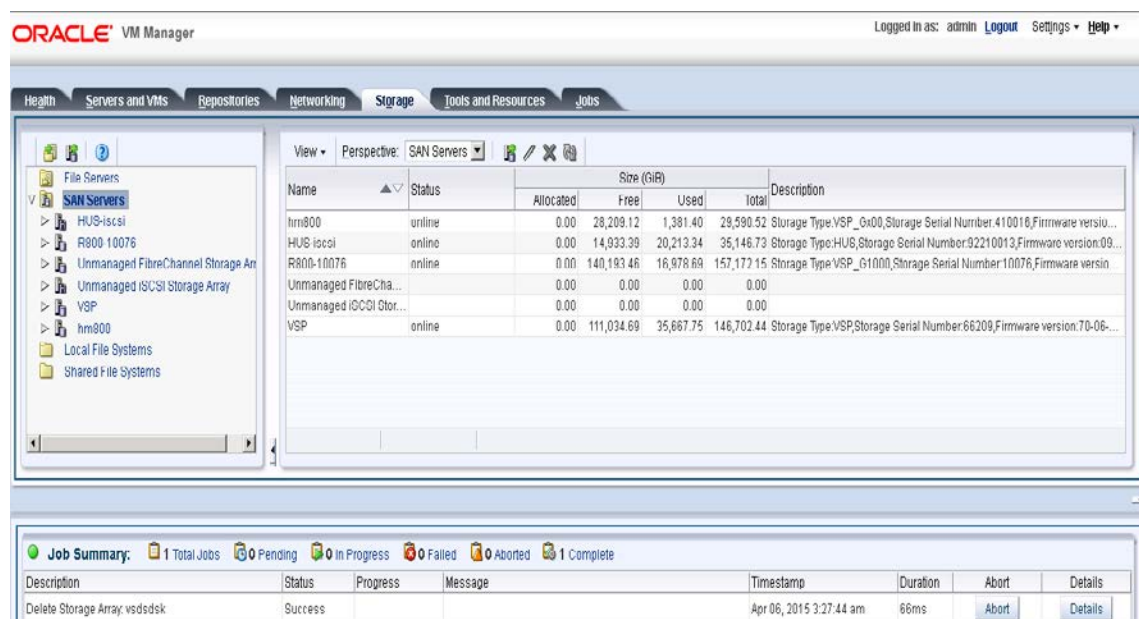 ORACLE VM Manager
Logged in as: admin Logout Settings Help
Health Servers and VMs Repositories Networking Storage Tools and Resources Jobs
View Perspective: SAN Servers
File Servers
SAN Servers
HUS-iscsi
R800-10076
Unmanaged FibreChannel Storage Arr
Unmanaged iSCSI Storage Array
VSP
hm800
Local File Systems
Shared File Systems
Name Status Size (GiB) Description
Allocated Free Used Total
hm800 online 0.00 28,209.12 1,381.40 29,590.52 Storage Type:VSP_Gx00,Storage Serial Number:410016,Firmware versio...
HUS-iscsi online 0.00 14,933.39 20,213.34 35,146.73 Storage Type:HUS,Storage Serial Number:92210013,Firmware version:09...
R800-10076 online 0.00 140,193.46 16,978.69 157,172.15 Storage Type:VSP_G1000,Storage Serial Number:10076,Firmware versio...
Unmanaged FibreCha... 0.00 0.00 0.00 0.00
Unmanaged iSCSI Stor... 0.00 0.00 0.00 0.00
VSP online 0.00 111,034.69 35,667.75 146,702.44 Storage Type:VSP,Storage Serial Number:66209,Firmware version:70-06-...
Job Summary: 1 Total Jobs 0 Pending 0 In Progress 0 Failed 0 Aborted 1 Complete
Description Status Progress Message Timestamp Duration Abort Details
Delete Storage Array: vsdsdsk Success Apr 06, 2015 3:27:44 am 66ms Abort Details